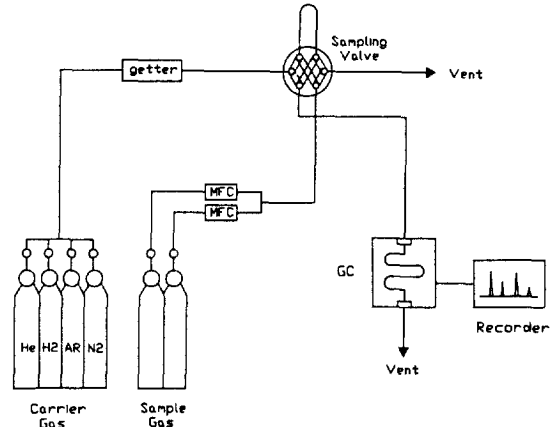 Sampling
Valve
getter
Vent
MFC
MFC
GC
He H2 AR N2
Recorder
Vent
Carrier
Gas
Sample
Gas